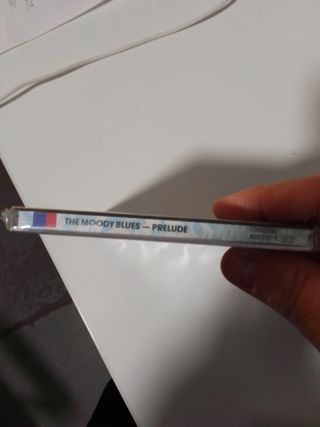 THE MOODY BLUES — PRELUDE
LONDON